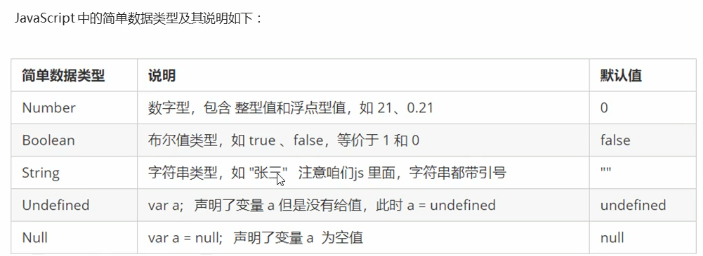 JavaScript 中的简单数据类型及其说明如下：
简单数据类型 说明 默认值
Number 数字型，包含 整型值和浮点型值，如 21、0.21 0
Boolean 布尔值类型，如 true 、false，等价于 1 和 0 false
String 字符串类型，如 "张三" 注意咱们js 里面，字符串都带引号 ""
Undefined var a; 声明了变量 a 但是没有给值，此时 a = undefined undefined
Null var a = null; 声明了变量 a 为空值 null